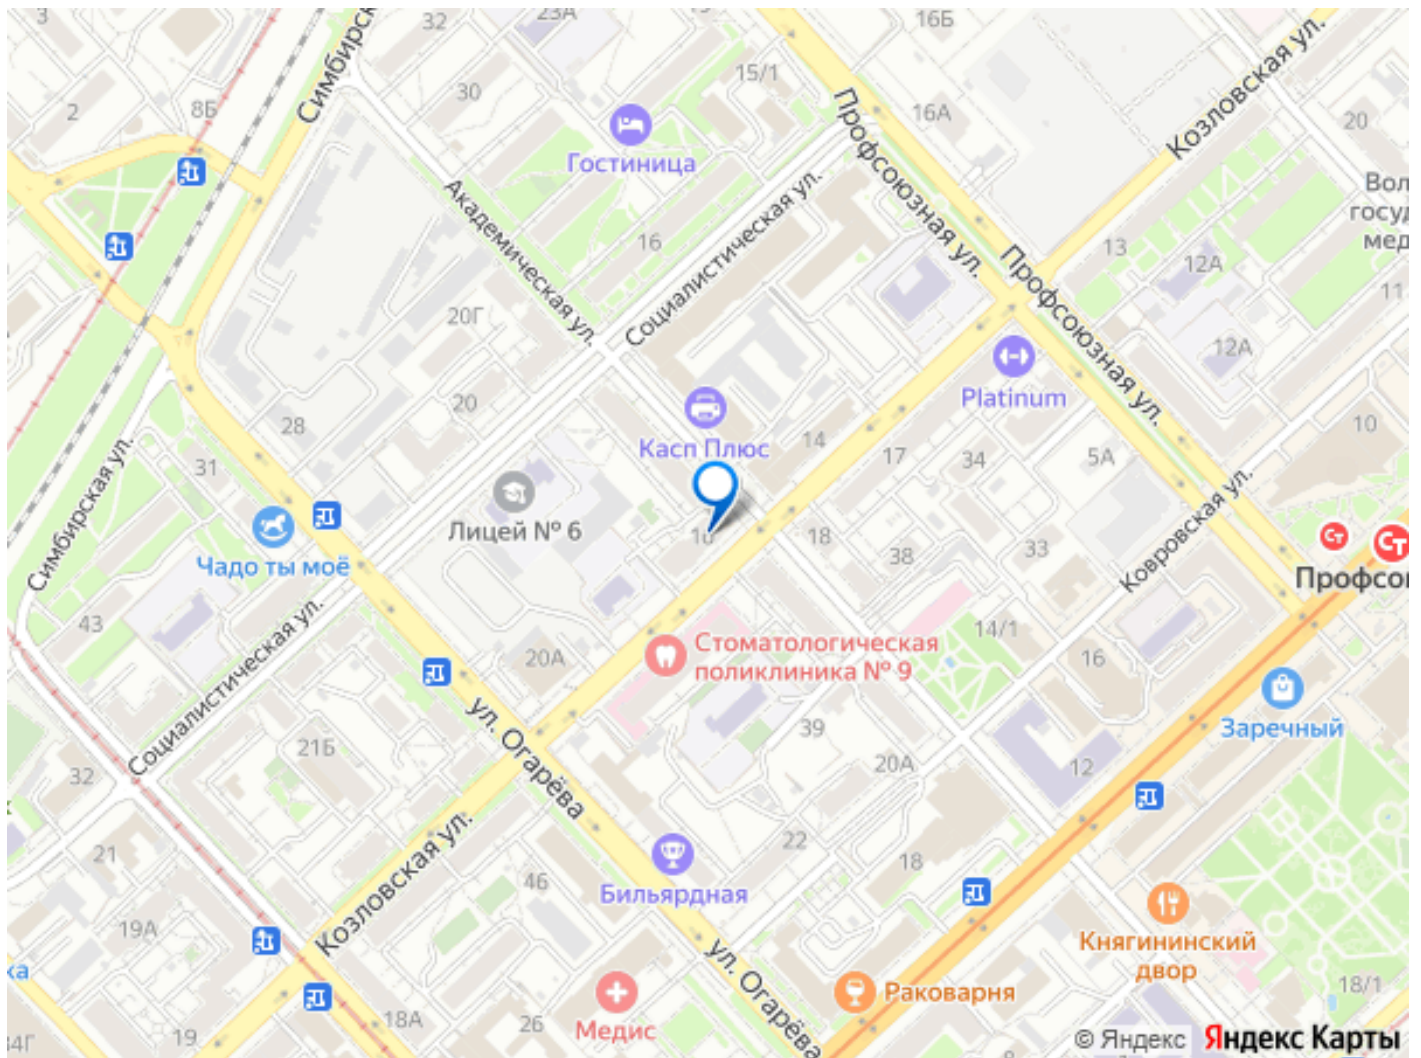 32
23А
16Б
Симбирск
Козловская ул.
15/1
30
2
8Б
Профсоюзная ул.
16А
20
Гостиница
Академическая ул.
Социалистическая ул.
Вол
госуд
мед
16
13
12А
Профсоюзная ул.
11
20Г
12А
Platinum
20
28
Касп Плюс
14
17
34
5А
10
31
Симбирская ул.
Лицей № 6
18
38
33
Ковровская ул.
Чадо ты моё
Профсою
43
Социалистическая ул.
20А
Стоматологическая
поликлиника № 9
14/1
16
ул. Огарёва
39
Заречный
21Б
20А
12
32
21
22
18
Козловская ул.
46
Бильярдная
19А
ул. Огарёва
Княгининский
двор
ка
Раковарня
18/1
19
18А
26
Медис
34Г
© Яндекс Яндекс Карты